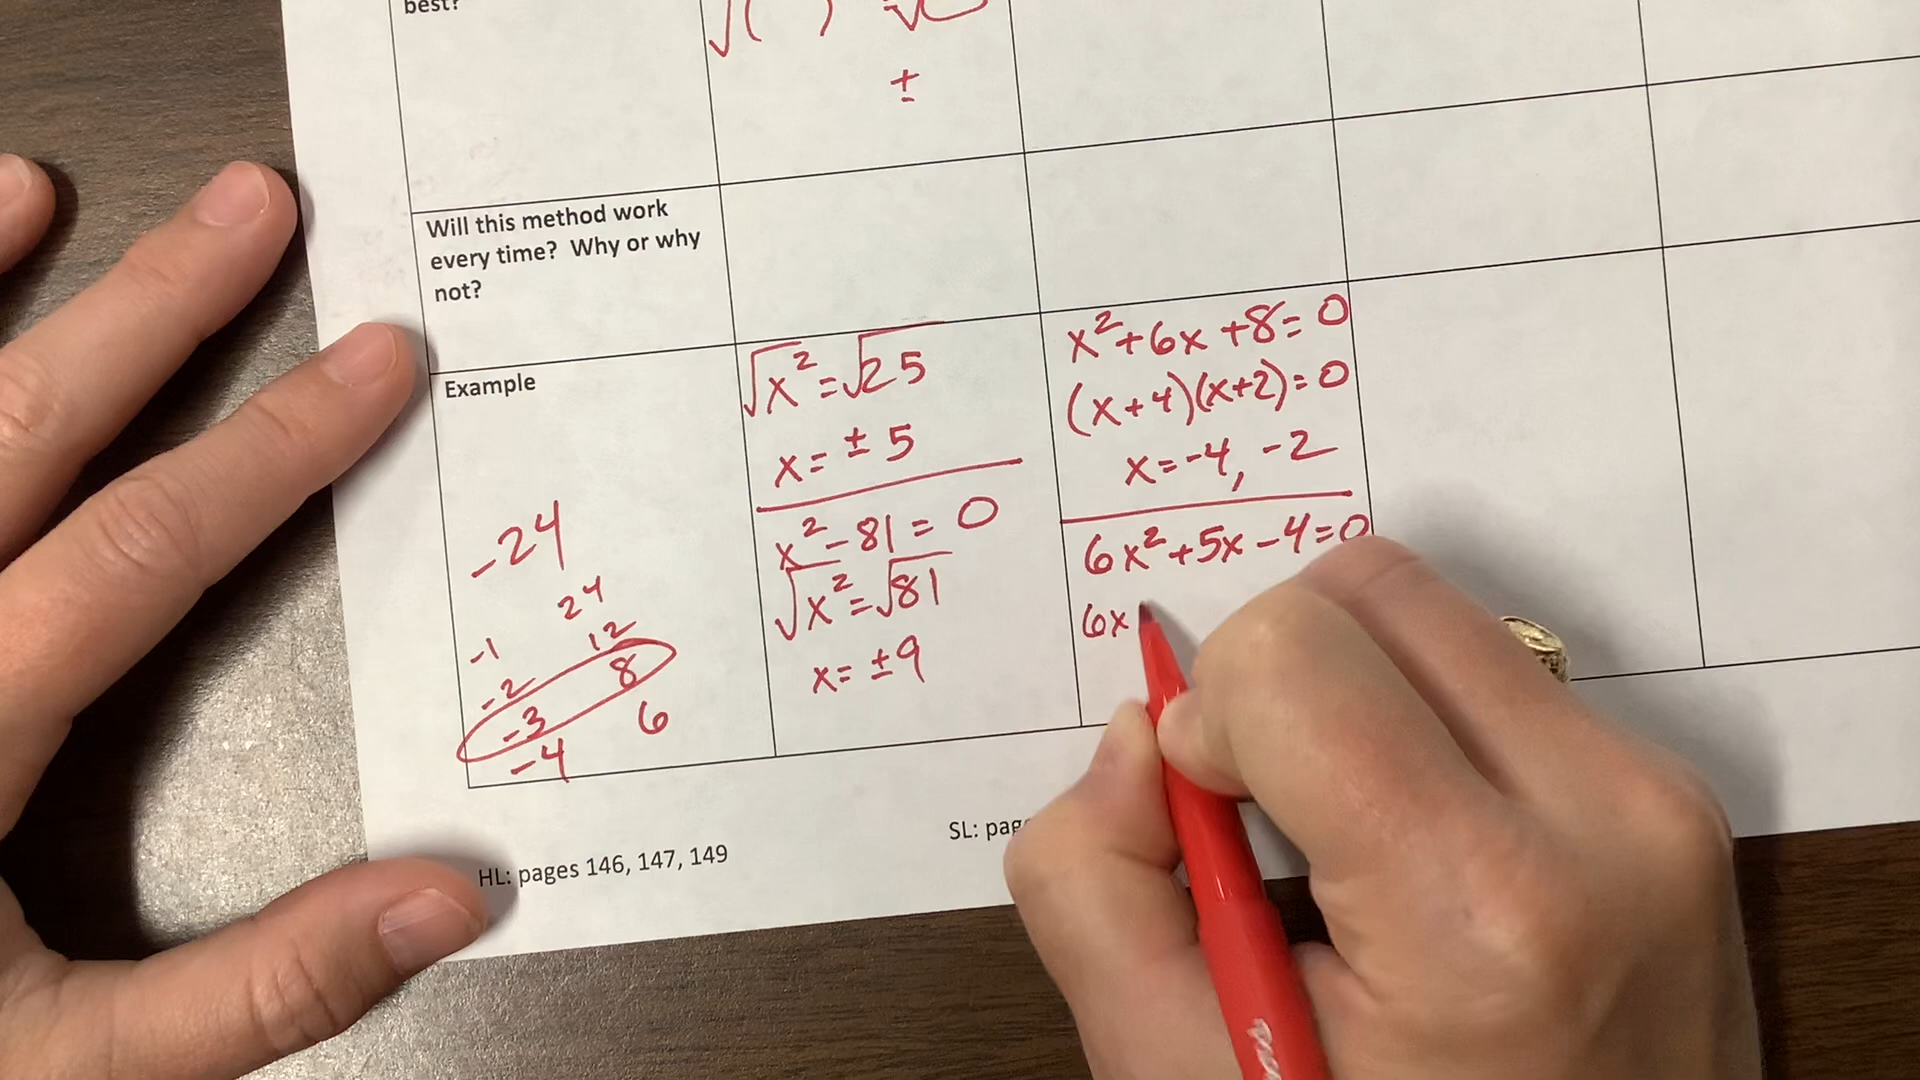 best?
√( ) √
±
Will this method work
every time? Why or why
not?
Example
-24
24
-1 12
-2 8
-3 6
-4
√x² = √25
x = ± 5
x² - 81 = 0
√x² = √81
x = ± 9
x² + 6x + 8 = 0
(x + 4)(x + 2) = 0
x = -4, -2
6x² + 5x - 4 = 0
6x
HL: pages 146, 147, 149
SL: